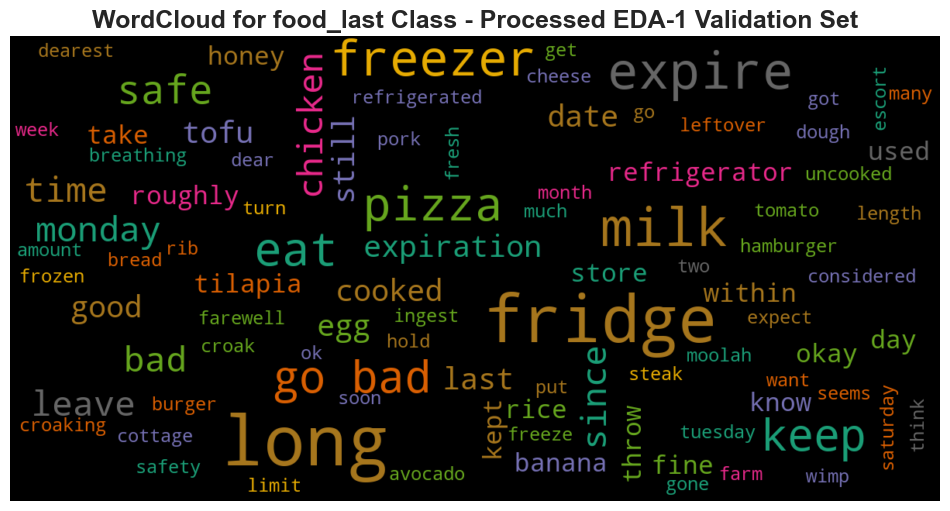 WordCloud for food_last Class - Processed EDA-1 Validation Set
dearest honey freezer get expire
safe chicken refrigerated cheese got escort many
week take tofu still pork fresh date go leftover dough used
breathing dear refrigerator uncooked
time roughly turn pizza month much milk tomato length
monday eat expiration hamburger
amount bread rib store two considered
frozen tilapia cooked fridge within
good farewell egg ingest expect
croak ok hold since moolah okay day
bad go bad last put steak want seems
leave burger soon kept rice know saturday think
croaking cottage long freeze throw tuesday keep
safety avocado banana fine farm wimp
limit gone